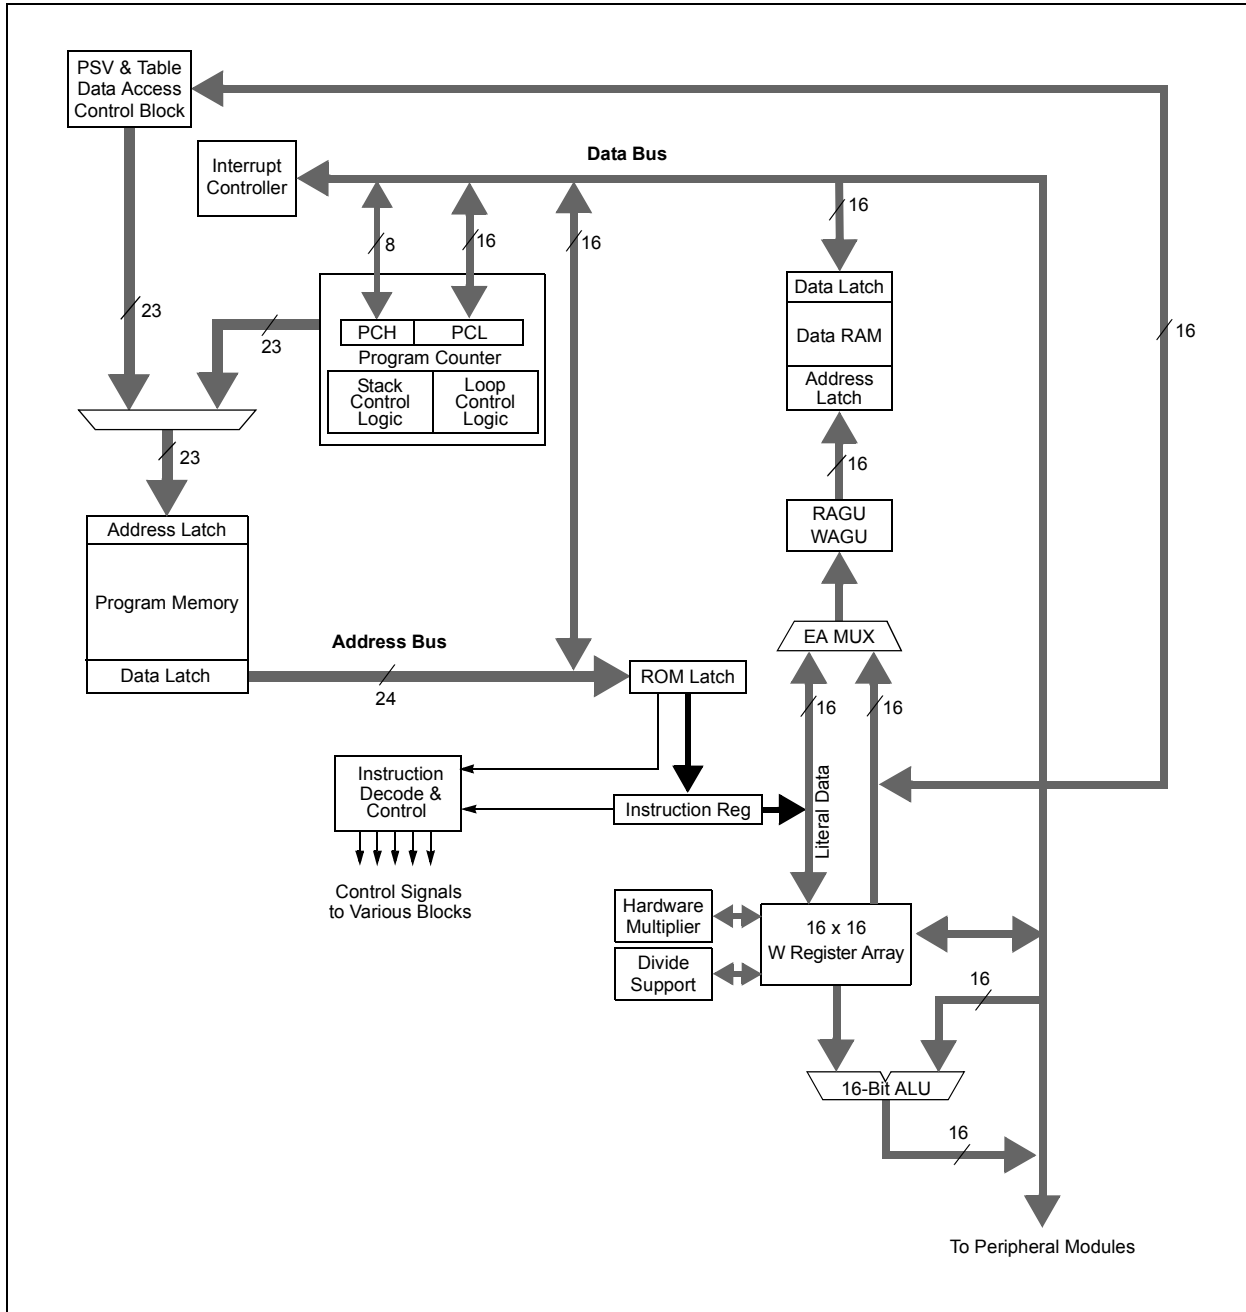 PSV & Table
Data Access
Control Block
Data Bus
Interrupt
Controller
8
16
16
16
Data Latch
Data RAM
Address
Latch
23
23
PCH
PCL
Program Counter
Stack
Control
Logic
Loop
Control
Logic
16
23
16
RAGU
WAGU
Address Latch
Program Memory
Data Latch
Address Bus
24
EA MUX
ROM Latch
16
16
Instruction
Decode &
Control
Instruction Reg
Literal Data
Control Signals
to Various Blocks
Hardware
Multiplier
Divide
Support
16 x 16
W Register Array
16
16-Bit ALU
16
To Peripheral Modules